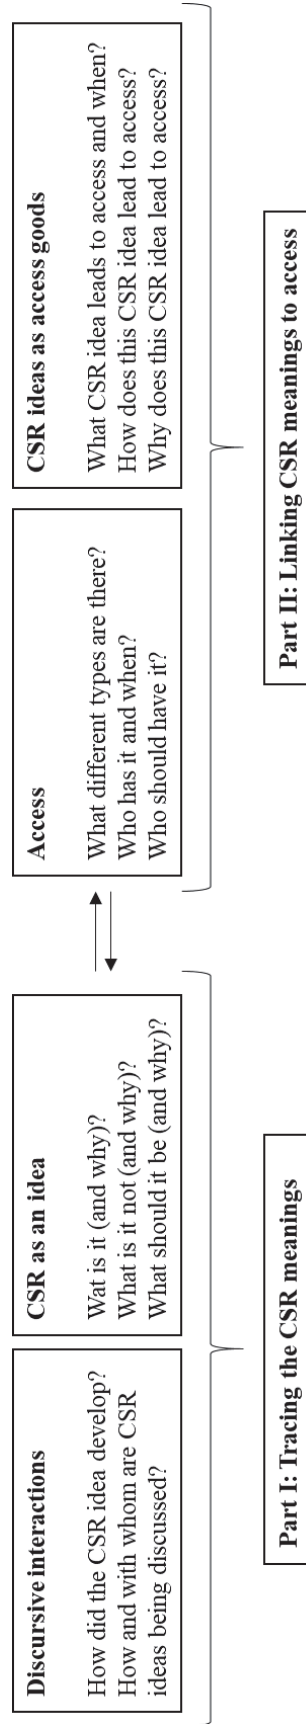 Discursive interactions
How did the CSR idea develop?
How and with whom are CSR
ideas being discussed?
CSR as an idea
Wat is it (and why)?
What is it not (and why)?
What should it be (and why)?
Part I: Tracing the CSR meanings
Access
What different types are there?
Who has it and when?
Who should have it?
CSR ideas as access goods
What CSR idea leads to access and when?
How does this CSR idea lead to access?
Why does this CSR idea lead to access?
Part II: Linking CSR meanings to access